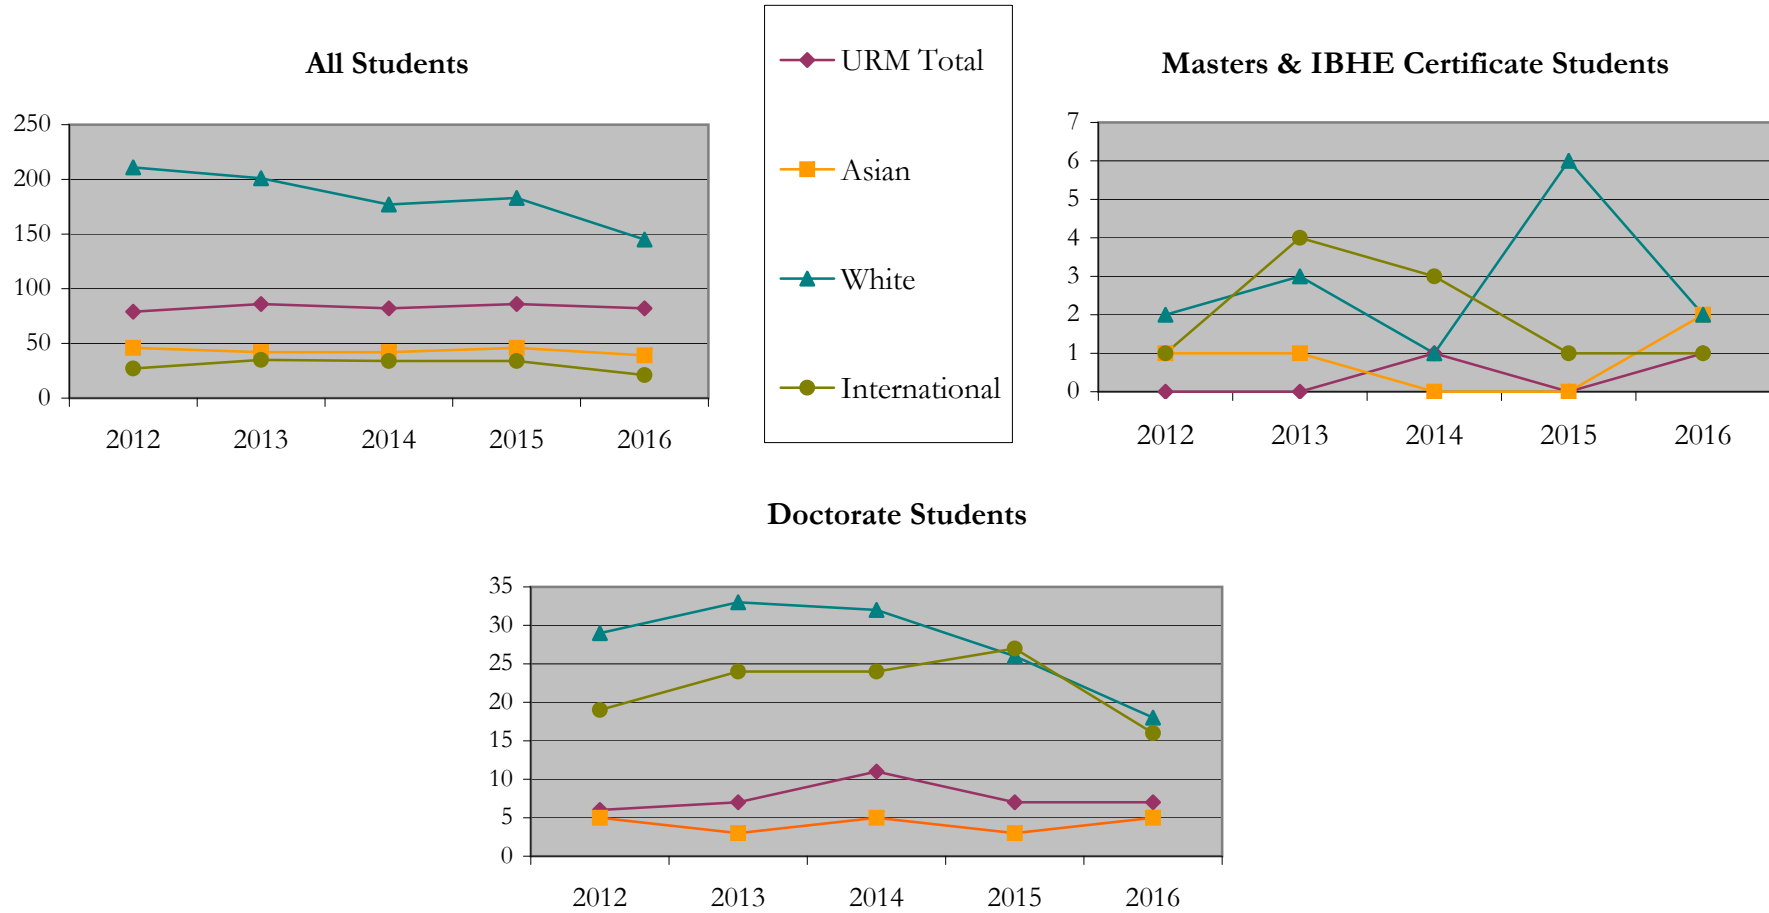 All Students
250
200
150
100
50
0
2012 2013 2014 2015 2016
URM Total
Asian
White
International
Masters & IBHE Certificate Students
7
6
5
4
3
2
1
0
2012 2013 2014 2015 2016
Doctorate Students
35
30
25
20
15
10
5
0
2012 2013 2014 2015 2016